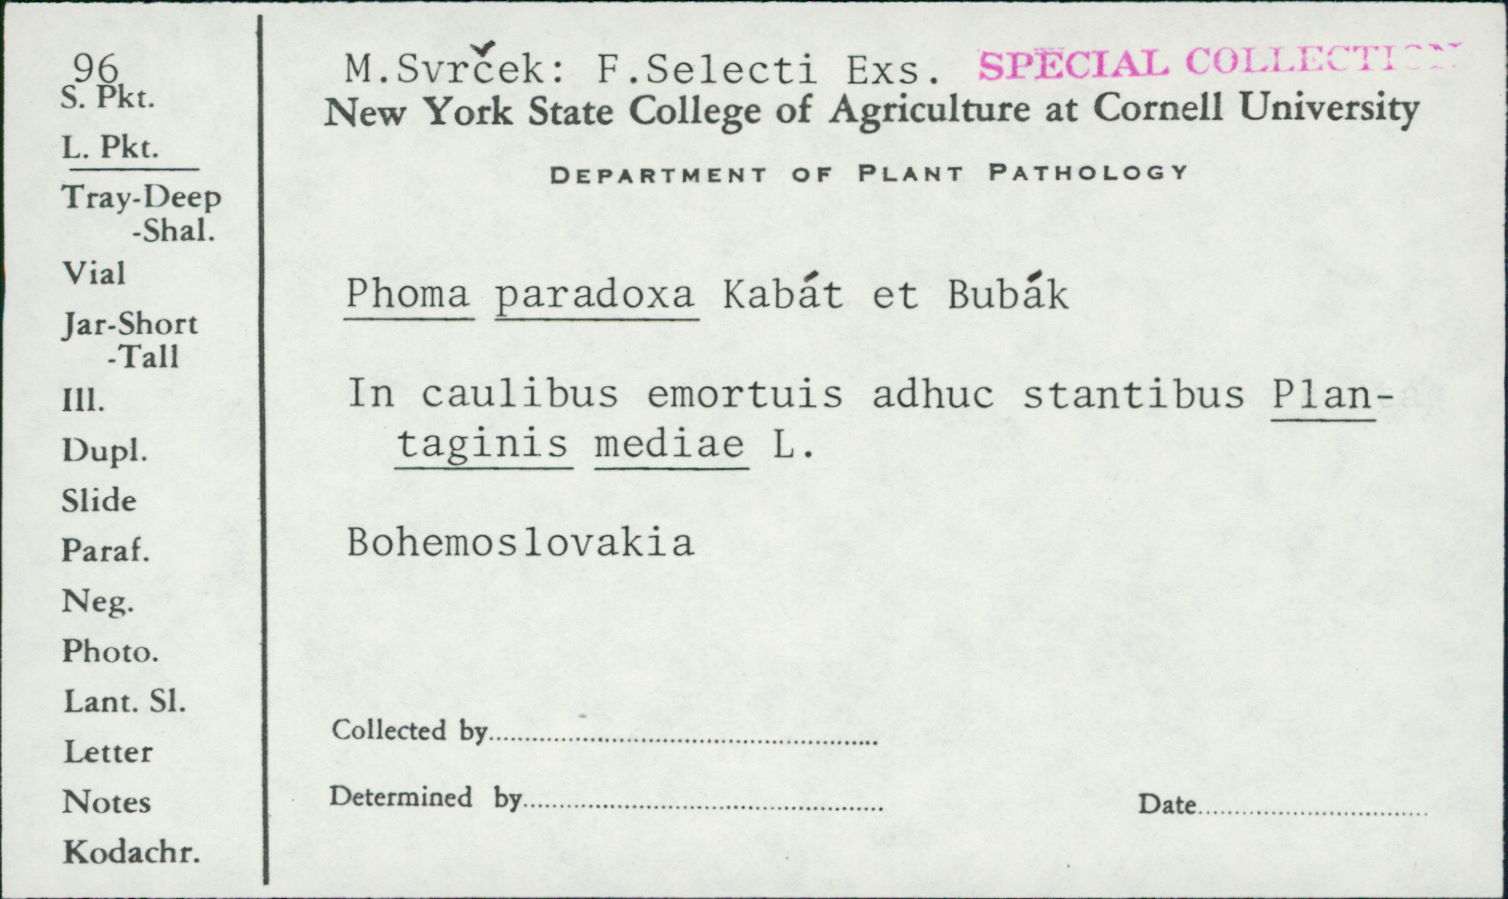 96
S. Pkt.
L. Pkt.
Tray-Deep
-Shal.
Vial
Jar-Short
-Tall
Ill.
Dupl.
Slide
Paraf.
Neg.
Photo.
Lant. Sl.
Letter
Notes
Kodachr.
M.Svrček: F.Selecti Exs. SPECIAL COLLECTION
New York State College of Agriculture at Cornell University
DEPARTMENT OF PLANT PATHOLOGY
Phoma paradoxa Kabát et Bubák
In caulibus emortuis adhuc stantibus Plan-
taginis mediae L.
Bohemoslovakia
Collected by
Determined by
Date